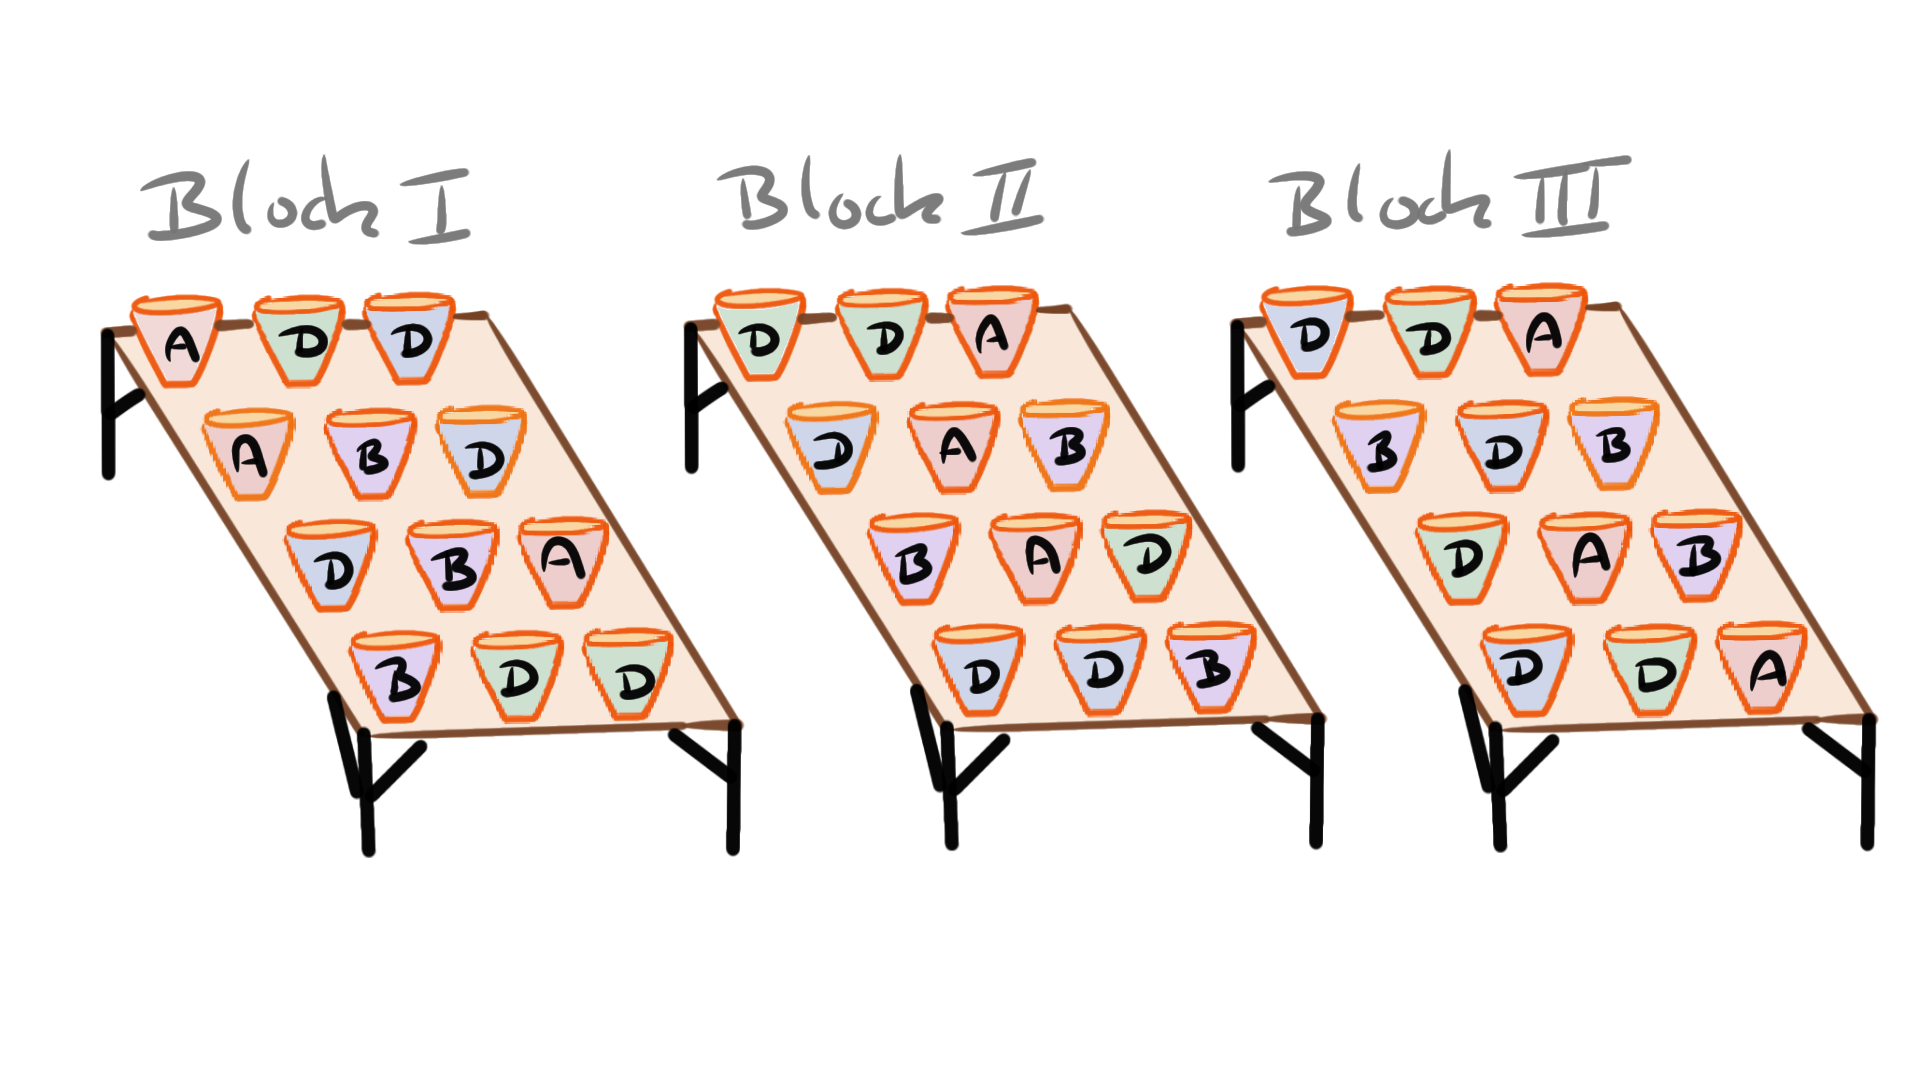 Block I
A D D
A B D
D B A
B D D
Block II
D D A
D A B
B A D
D D B
Block III
D D A
B D B
D A B
D D A